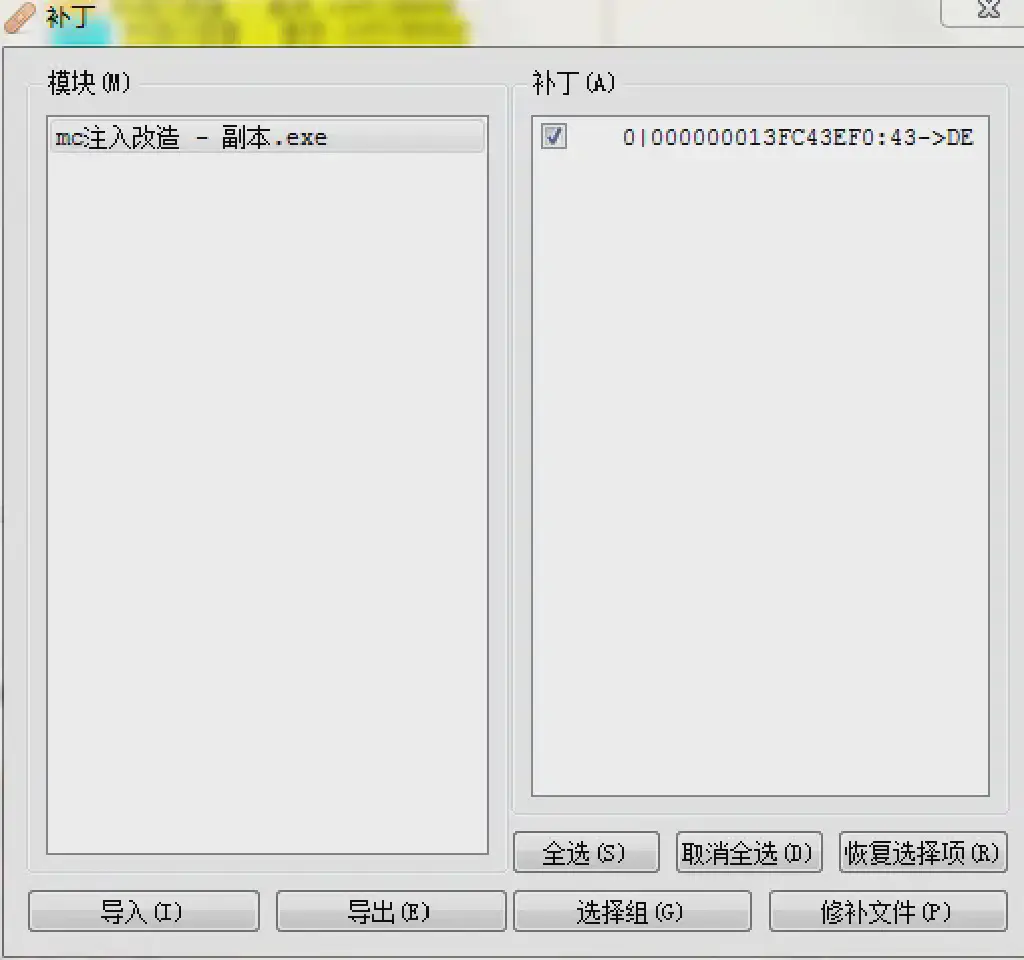 补丁
模块(M)
mc注入改造 - 副本.exe
补丁(A)
0|000000013FC43EF0:43->DE
全选(S)
取消全选(D)
恢复选择项(R)
导入(I)
导出(E)
选择组(G)
修补文件(P)